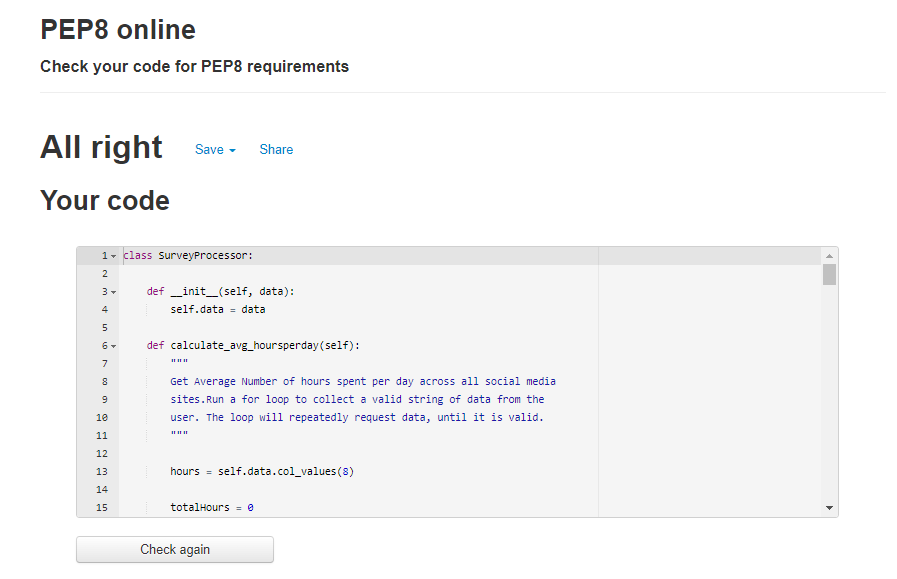 PEP8 online
Check your code for PEP8 requirements
All right Save Share
Your code
1 class SurveyProcessor:
2
3 def __init__(self, data):
4 self.data = data
5
6 def calculate_avg_hoursperday(self):
7 """
8 Get Average Number of hours spent per day across all social media
9 sites.Run a for loop to collect a valid string of data from the
10 user. The loop will repeatedly request data, until it is valid.
11 """
12
13 hours = self.data.col_values(8)
14
15 totalHours = 0
Check again